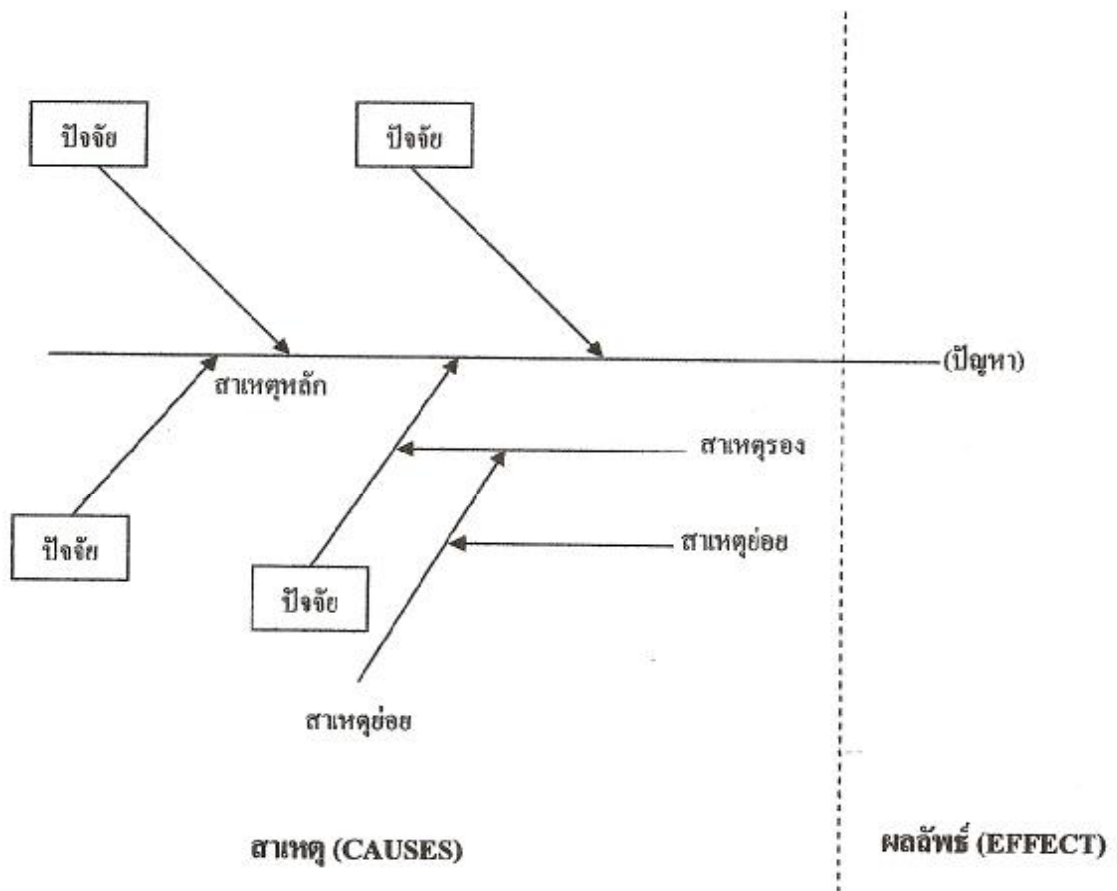 ปัจจัย
ปัจจัย
(ปัญหา)
สาเหตุหลัก
สาเหตุรอง
ปัจจัย
สาเหตุย่อย
ปัจจัย
สาเหตุย่อย
สาเหตุ (CAUSES)
ผลลัพธ์ (EFFECT)